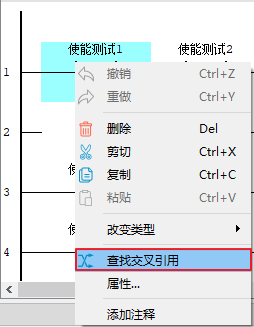 使能测试1 使能测试2
1
撤销 Ctrl+Z
重做 Ctrl+Y
2
删除 Del
剪切 Ctrl+X
使
3
复制 Ctrl+C
粘贴 Ctrl+V
使
改变类型
4
查找交叉引用
属性...
添加注释